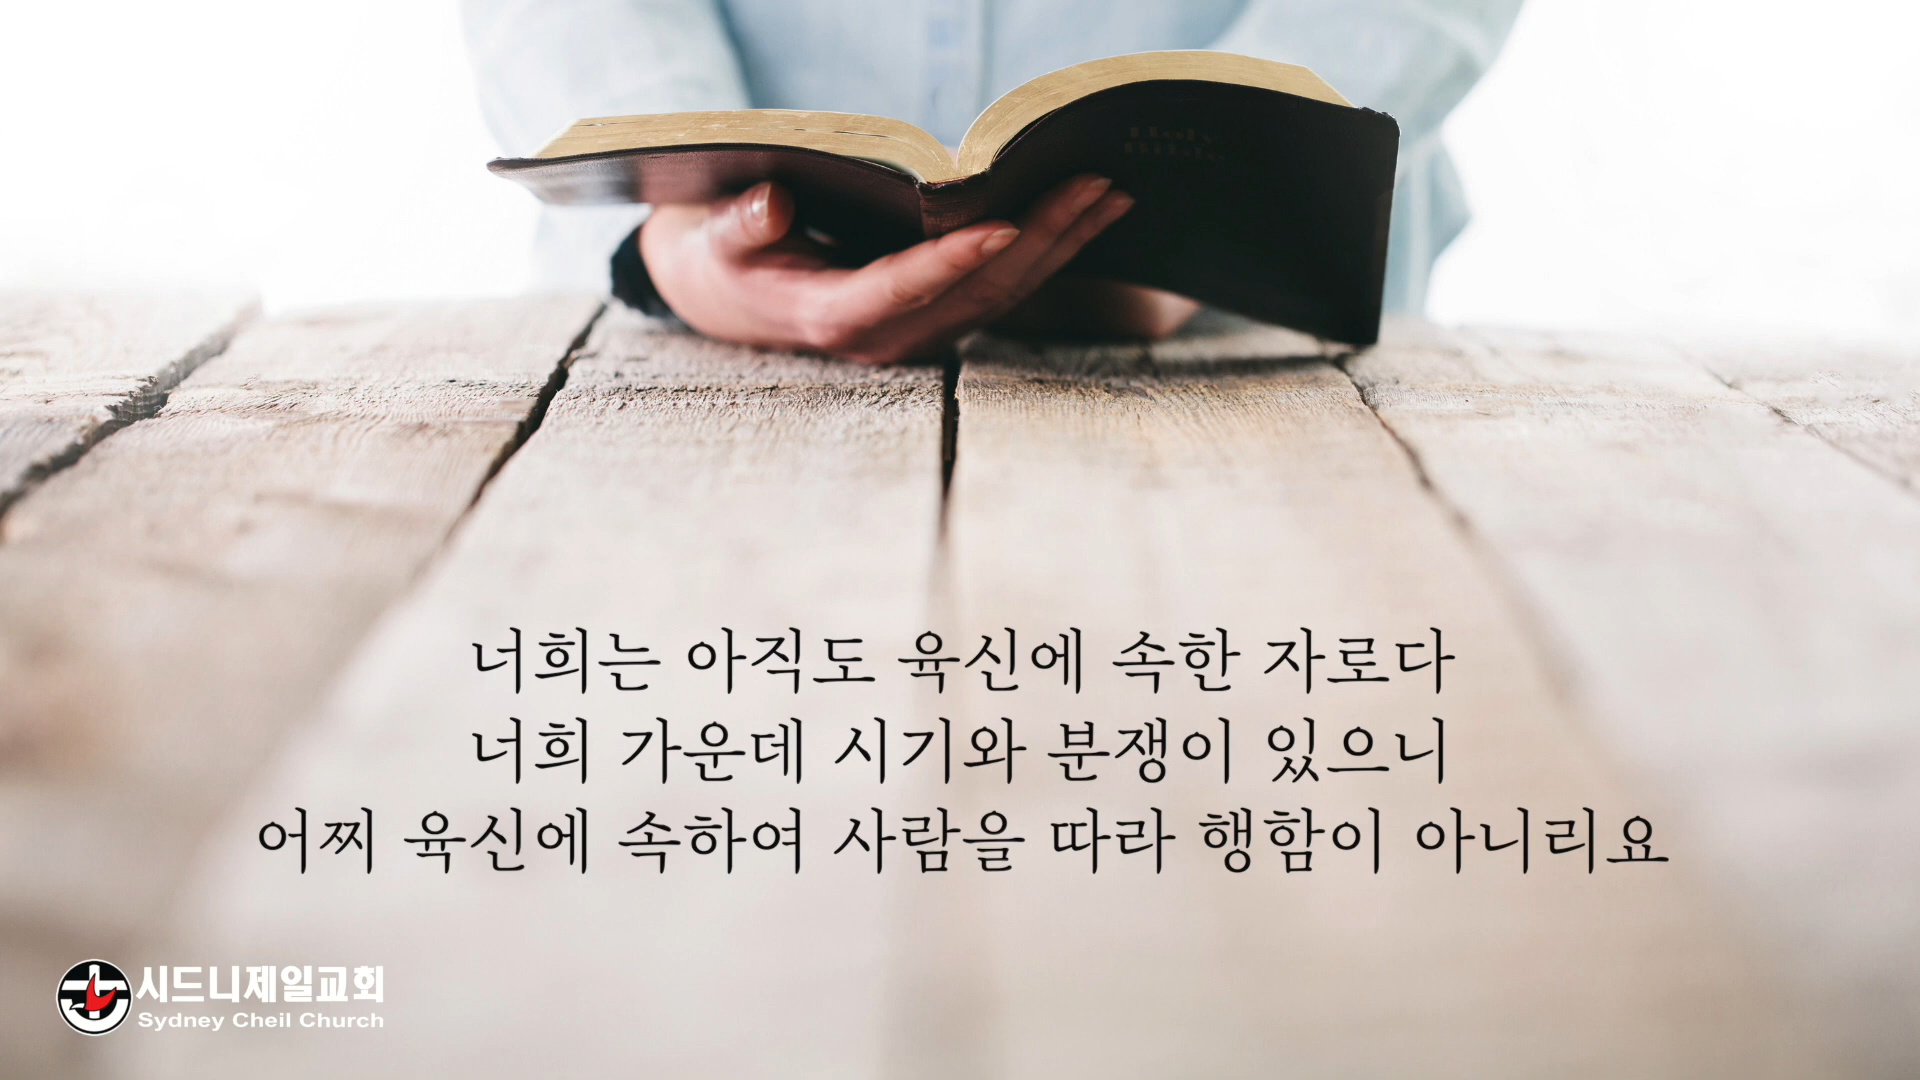 너희는 아직도 육신에 속한 자로다
너희 가운데 시기와 분쟁이 있으니
어찌 육신에 속하여 사람을 따라 행함이 아니리요
시드니제일교회
Sydney Cheil Church